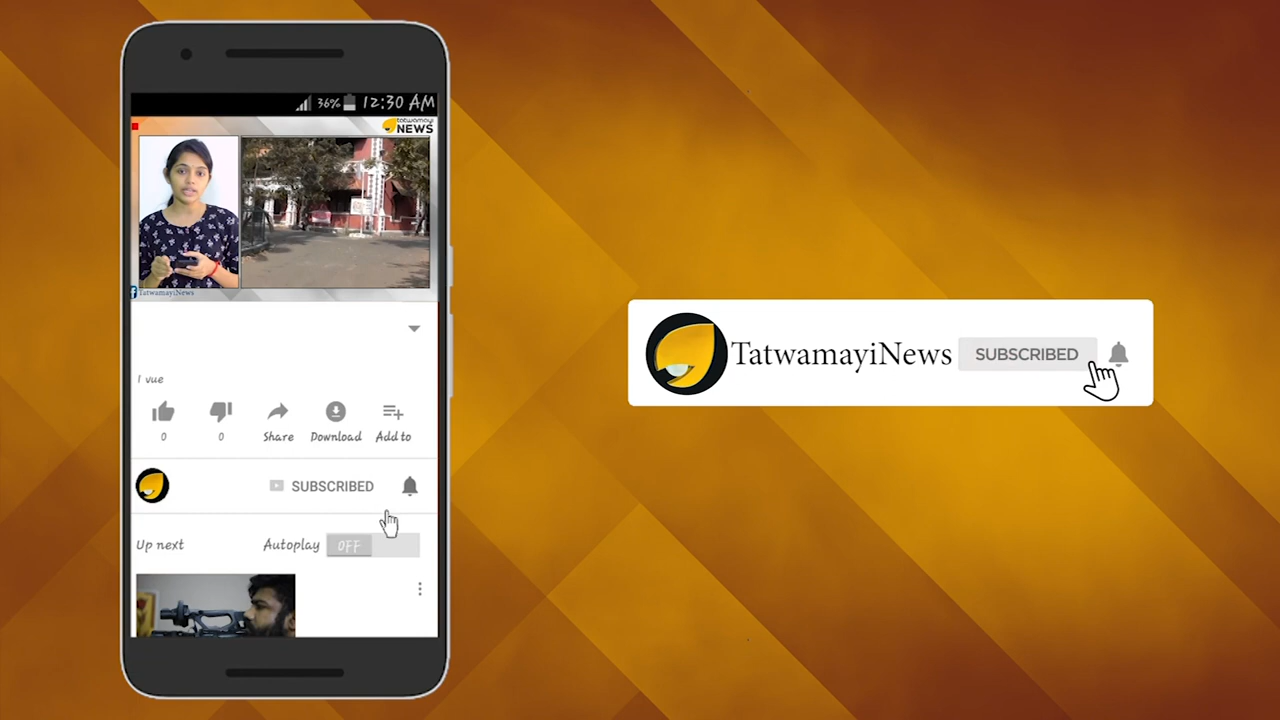 36% 12:30 AM
tatwamayi
NEWS
TatwamayiNews
1 vue
0 0 Share Download Add to
SUBSCRIBED
Up next Autoplay OFF
TatwamayiNews SUBSCRIBED